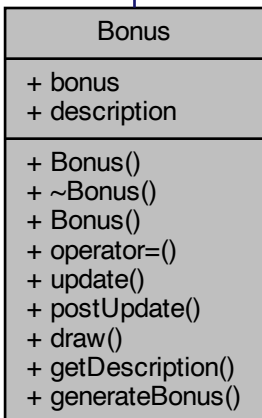 Bonus
+ bonus
+ description
+ Bonus()
+ ~Bonus()
+ Bonus()
+ operator=()
+ update()
+ postUpdate()
+ draw()
+ getDescription()
+ generateBonus()